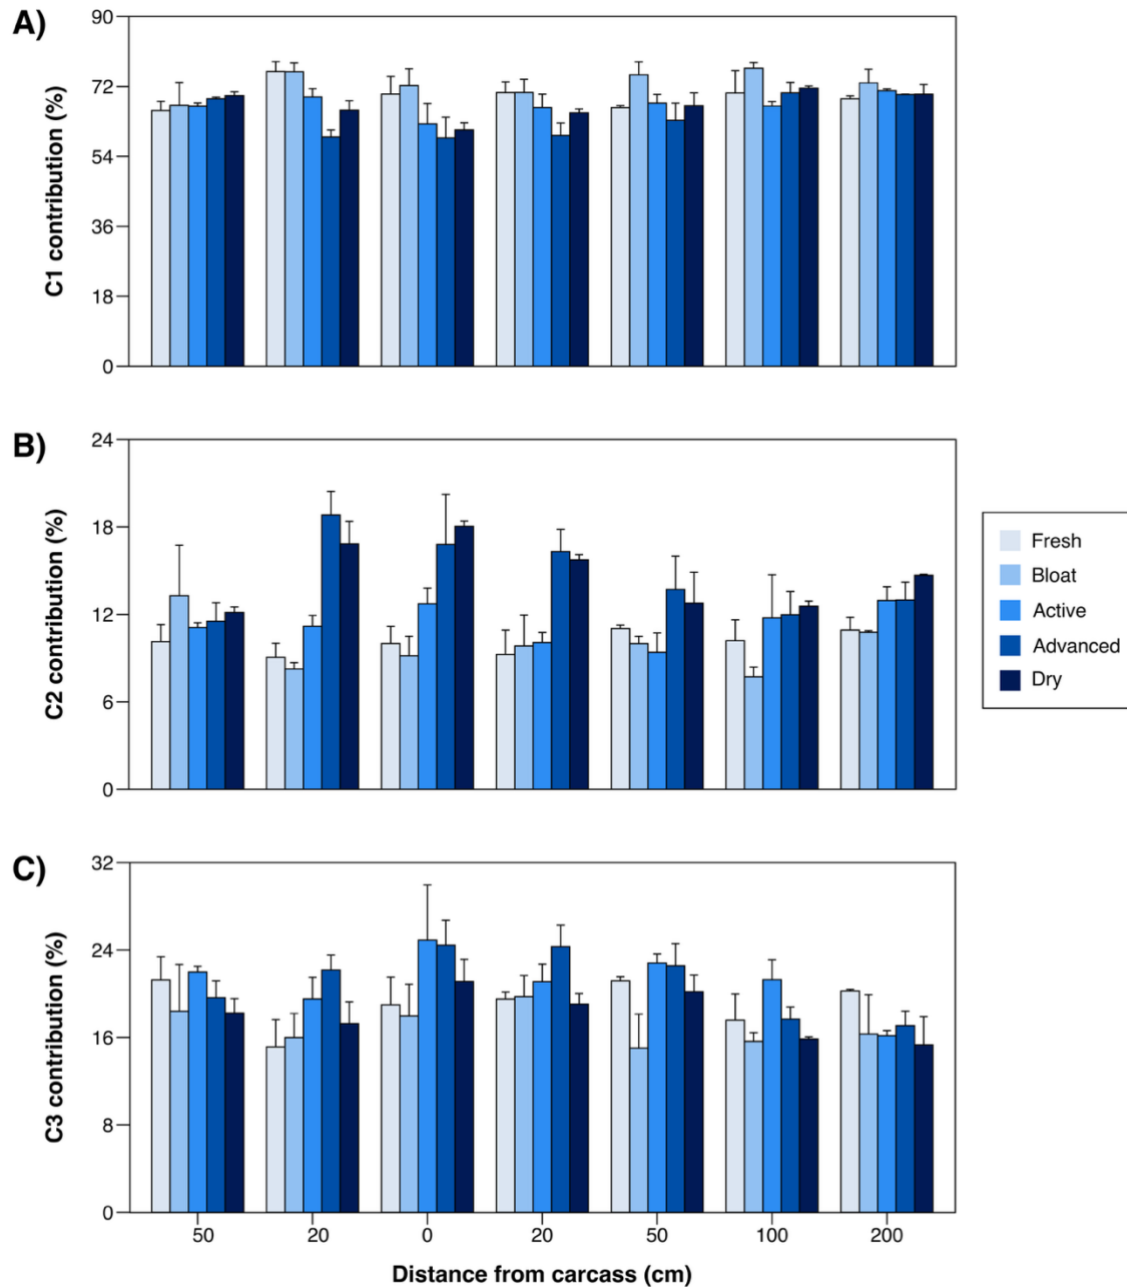 A)
90
72
54
36
18
0
C1 contribution (%)
B)
24
18
12
6
0
C2 contribution (%)
Fresh
Bloat
Active
Advanced
Dry
C)
32
24
16
8
0
C3 contribution (%)
50 20 0 20 50 100 200
Distance from carcass (cm)